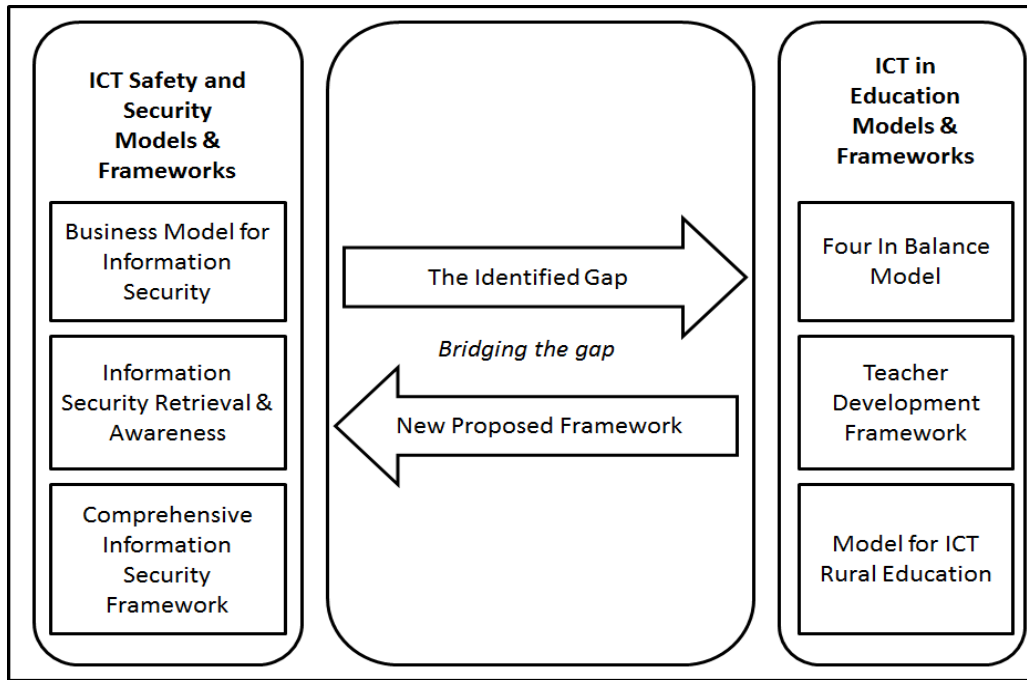 ICT Safety and
Security
Models &
Frameworks
Business Model for
Information
Security
Information
Security Retrieval &
Awareness
Comprehensive
Information
Security
Framework
The Identified Gap
Bridging the gap
New Proposed Framework
ICT in
Education
Models &
Frameworks
Four In Balance
Model
Teacher
Development
Framework
Model for ICT
Rural Education